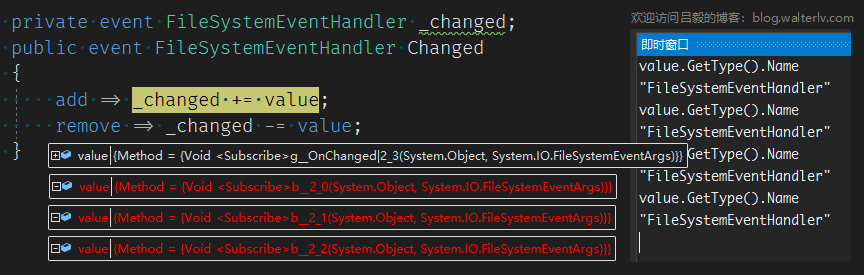 private event FileSystemEventHandler _changed;
public event FileSystemEventHandler Changed
{
add => _changed += value;
remove => _changed -= value;
}
value {Method = {Void <Subscribe>g__OnChanged|2_3(System.Object, System.IO.FileSystemEventArgs)}}
value {Method = {Void <Subscribe>b__2_0(System.Object, System.IO.FileSystemEventArgs)}}
value {Method = {Void <Subscribe>b__2_1(System.Object, System.IO.FileSystemEventArgs)}}
value {Method = {Void <Subscribe>b__2_2(System.Object, System.IO.FileSystemEventArgs)}}
欢迎访问吕毅的博客：blog.walterlv.com
即时窗口
value.GetType().Name
"FileSystemEventHandler"
value.GetType().Name
"FileSystemEventHandler"
.GetType().Name
"FileSystemEventHandler"
value.GetType().Name
"FileSystemEventHandler"